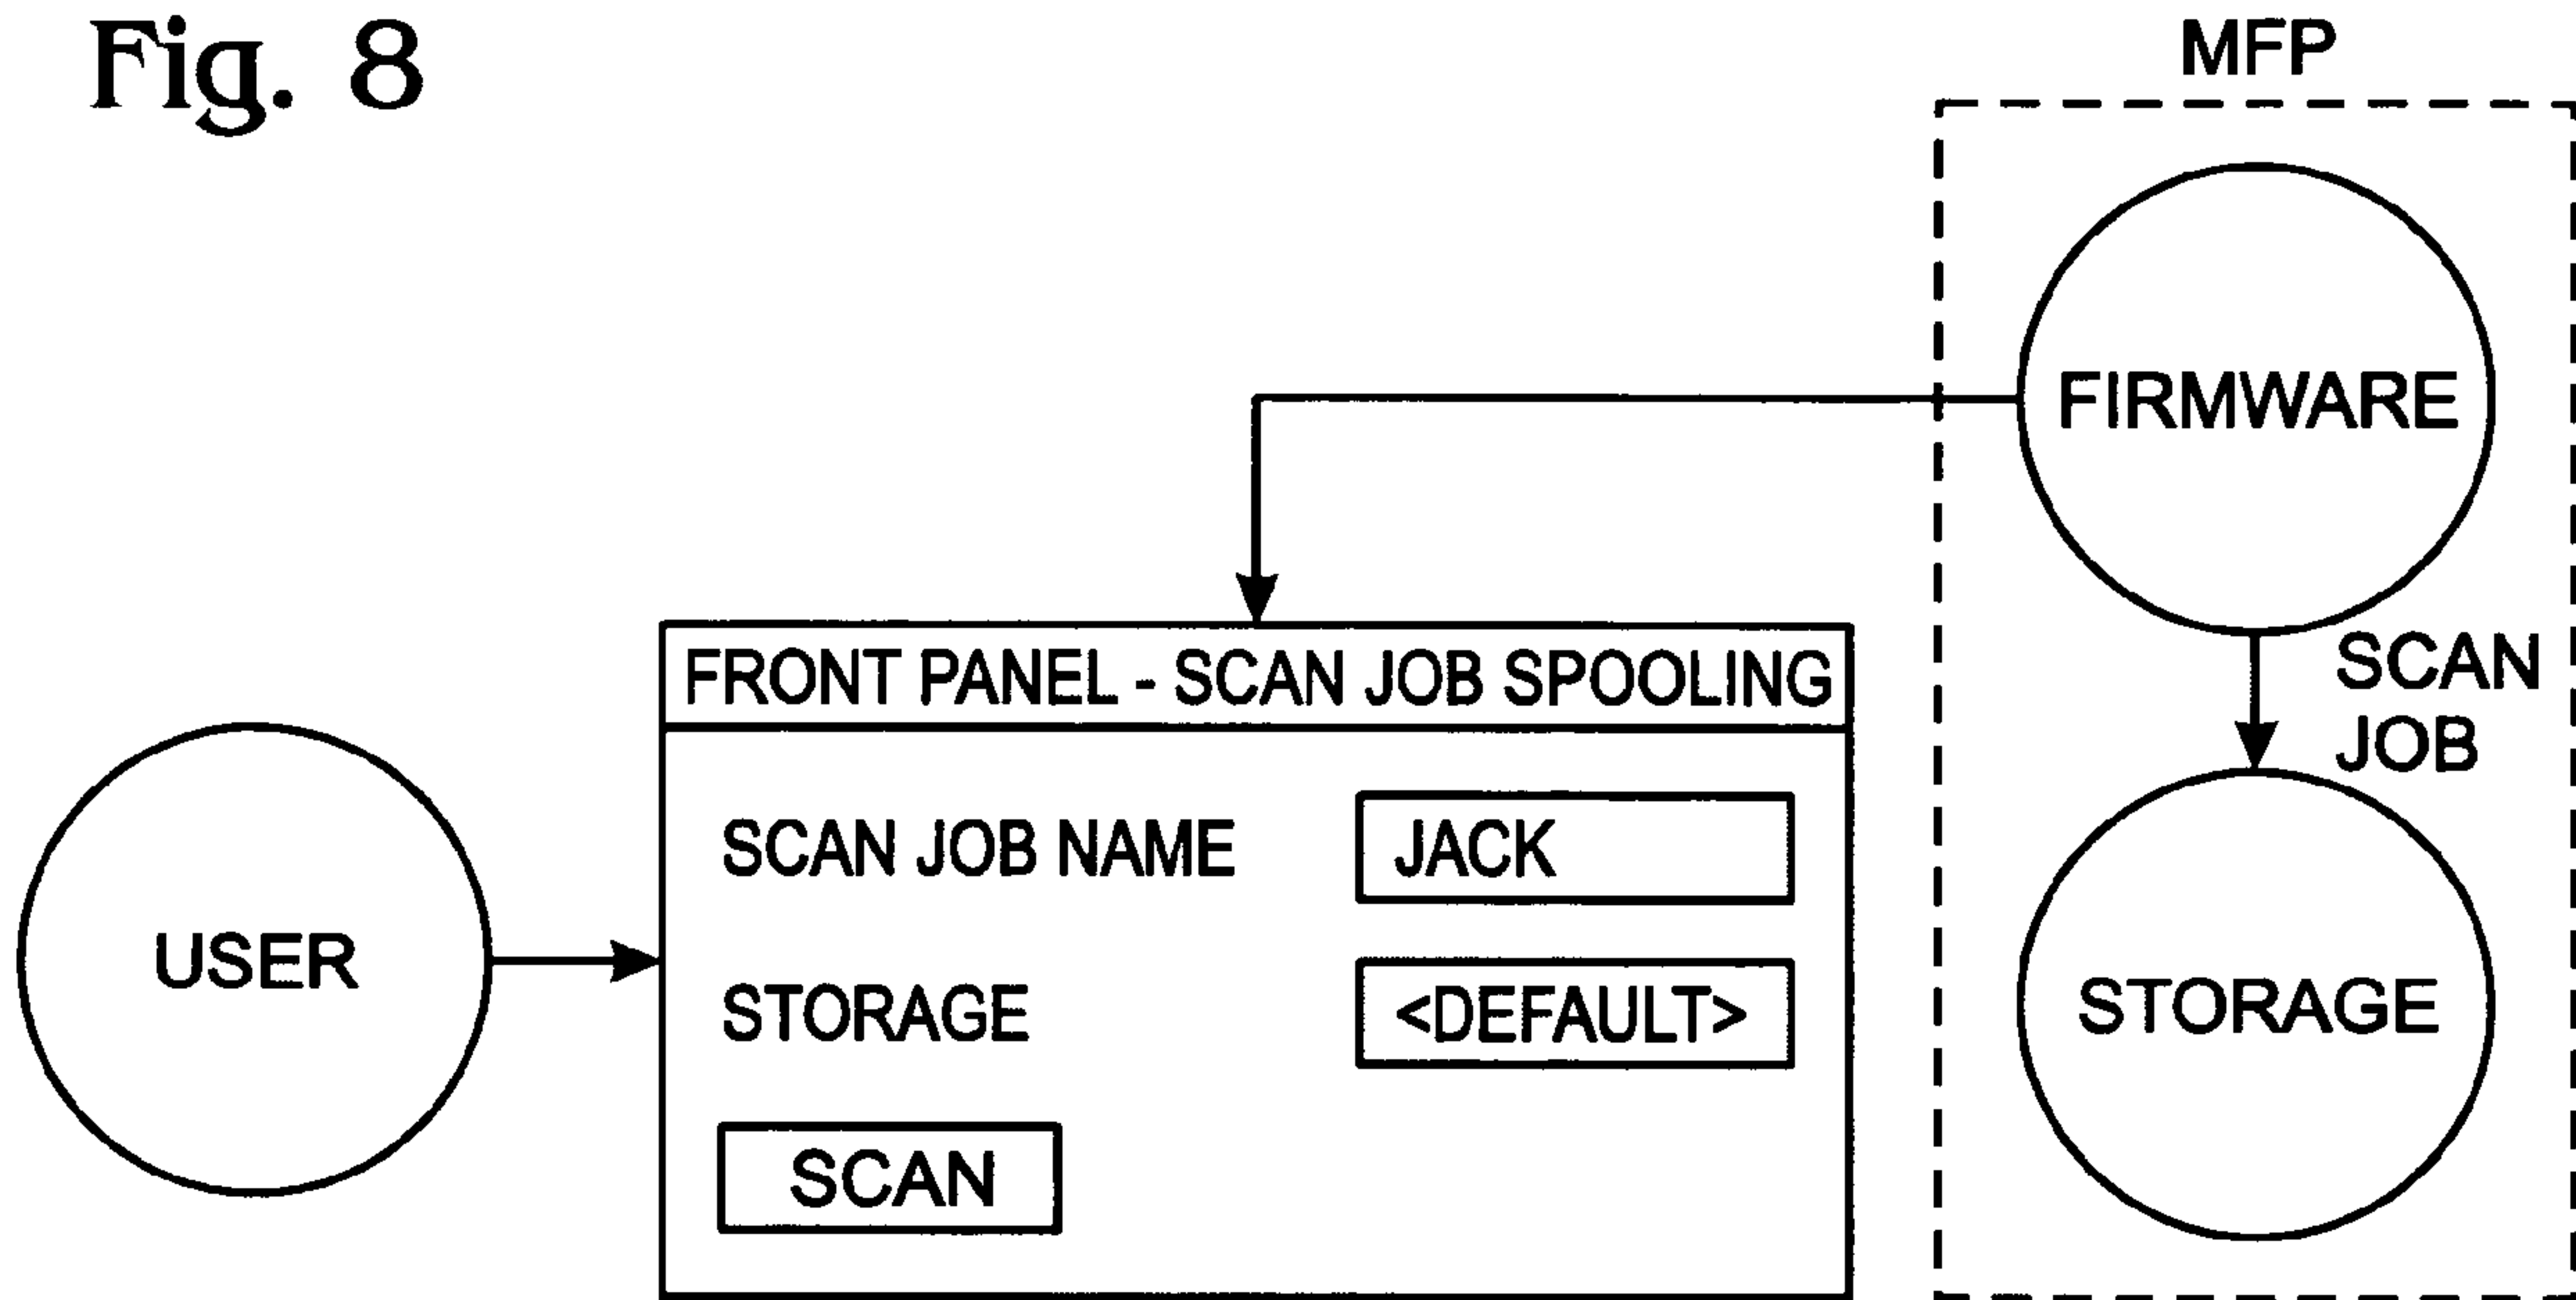 Fig. 8
MFP
FIRMWARE
SCAN
JOB
STORAGE
FRONT PANEL - SCAN JOB SPOOLING
SCAN JOB NAME JACK
STORAGE <DEFAULT>
SCAN
USER